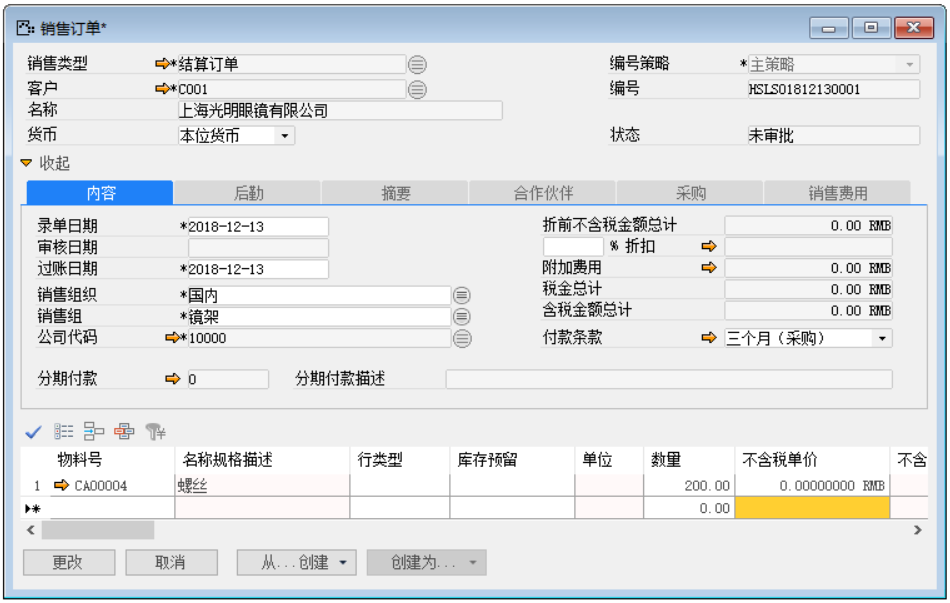 销售订单*
销售类型 *结算订单 编号策略 *主策略
客户 *C001 编号 HSLS01812130001
名称 上海光明眼镜有限公司
货币 本位货币 状态 未审批
收起
内容 后勤 摘要 合作伙伴 采购 销售费用
录单日期 *2018-12-13 折前不含税金额总计 0.00 RMB
审核日期 % 折扣
过账日期 *2018-12-13 附加费用 0.00 RMB
税金总计 0.00 RMB
销售组织 *国内
含税金额总计 0.00 RMB
销售组 *镜架
公司代码 *10000 付款条款 三个月（采购）
分期付款 0 分期付款描述
物料号 名称规格描述 行类型 库存预留 单位 数量 不含税单价 不含
1 CA00004 螺丝 200.00 0.00000000 RMB
* 0.00
更改 取消 从...创建 创建为...